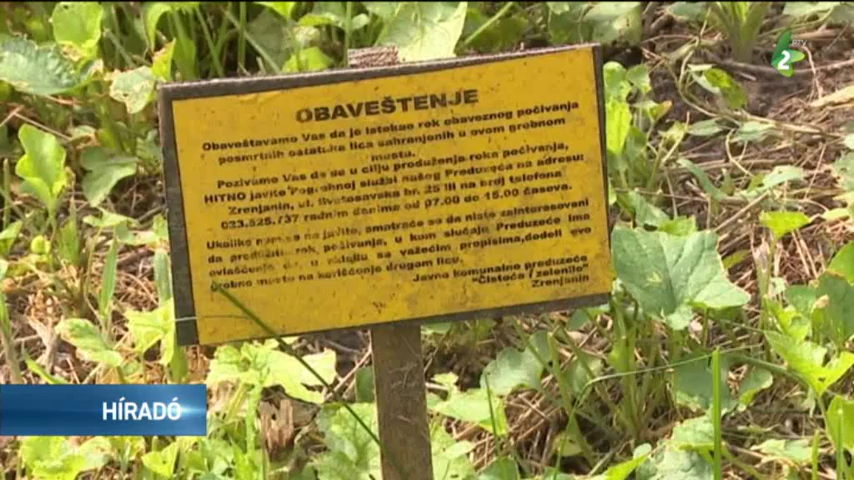 2
OBAVEŠTENJE
Obaveštavamo Vas da je istekao rok obaveznog počivanja
posmrtnih ostataka lica sahranjenih u ovom grobnom
mestu.
Pozivamo Vas da se u cilju produženja roka počivanja,
HITNO javite Pogrebnoj službi našeg Preduzeća na adresu:
Zrenjanin, ul. Svetosavska br. 25 ili na broj telefona
023.525.737 radnim danima od 07.00 do 15.00 časova.
Ukoliko nam se na javite, smatraće se da niste zainteresovani
da produžite rok počivanja, u kom slučaju Preduzeće ima
ovlašćenje da, u skladu sa važećim propisima, dodeli ovo
grobno mesto na korišćenje drugom licu.
Javno komunalno preduzeće
"Čistoća i zelenilo"
Zrenjanin
HÍRADÓ